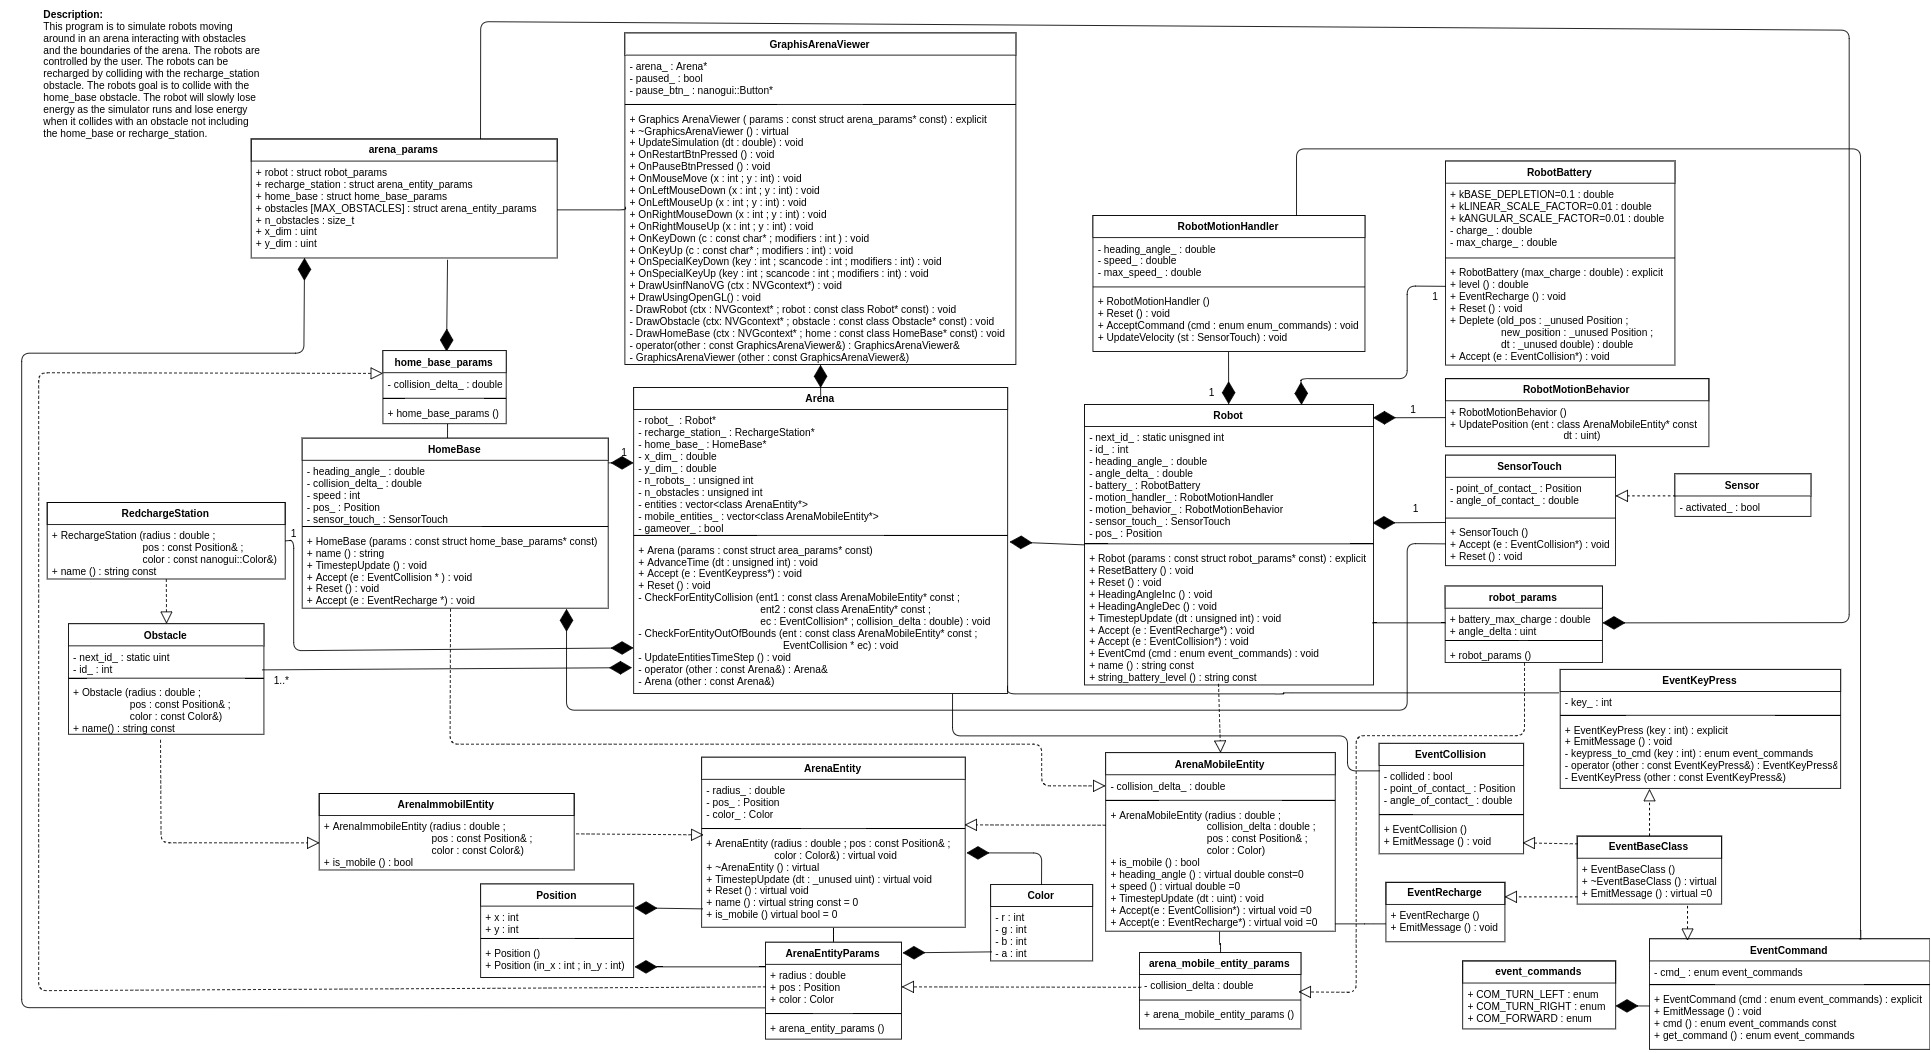 Description:
This program is to simulate robots moving
around in an arena interacting with obstacles
and the boundaries of the arena. The robots are
controlled by the user. The robots can be
recharged by colliding with the recharge_station
obstacle. The robots goal is to collide with the
home_base obstacle. The robot will slowly lose
energy as the simulator runs and lose energy
when it collides with an obstacle not including
the home_base or recharge_station.
arena_params
+ robot : struct robot_params
+ recharge_station : struct arena_entity_params
+ home_base : struct home_base_params
+ obstacles [MAX_OBSTACLES] : struct arena_entity_params
+ n_obstacles : size_t
+ x_dim : uint
+ y_dim : uint
GraphisArenaViewer
- arena_ : Arena*
- paused_ : bool
- pause_btn_ : nanogui::Button*
+ Graphics ArenaViewer ( params : const struct arena_params* const) : explicit
+ ~GraphicsArenaViewer () : virtual
+ UpdateSimulation (dt : double) : void
+ OnRestartBtnPressed () : void
+ OnPauseBtnPressed () : void
+ OnMouseMove (x : int ; y : int) : void
+ OnLeftMouseDown (x : int ; y : int) : void
+ OnLeftMouseUp (x : int ; y : int) : void
+ OnRightMouseDown (x : int ; y : int) : void
+ OnRightMouseUp (x : int ; y : int) : void
+ OnKeyDown (c : const char* ; modifiers : int ) : void
+ OnKeyUp (c : const char* ; modifiers : int) : void
+ OnSpecialKeyDown (key : int ; scancode : int ; modifiers : int) : void
+ OnSpecialKeyUp (key : int ; scancode : int ; modifiers : int) : void
+ DrawUsinfNanoVG (ctx : NVGcontext*) : void
+ DrawUsingOpenGL() : void
- DrawRobot (ctx : NVGcontext* ; robot : const class Robot* const) : void
- DrawObstacle (ctx: NVGcontext* ; obstacle : const class Obstacle* const) : void
- DrawHomeBase (ctx : NVGcontext* ; home : const class HomeBase* const) : void
- operator(other : const GraphicsArenaViewer&) : GraphicsArenaViewer&
- GraphicsArenaViewer (other : const GraphicsArenaViewer&)
RobotMotionHandler
- heading_angle_ : double
- speed_ : double
- max_speed_ : double
+ RobotMotionHandler ()
+ Reset () : void
+ AcceptCommand (cmd : enum enum_commands) : void
+ UpdateVelocity (st : SensorTouch) : void
RobotBattery
+ kBASE_DEPLETION=0.1 : double
+ kLINEAR_SCALE_FACTOR=0.01 : double
+ kANGULAR_SCALE_FACTOR=0.01 : double
- charge_ : double
- max_charge_ : double
+ RobotBattery (max_charge : double) : explicit
+ level () : double
+ EventRecharge () : void
+ Reset () : void
+ Deplete (old_pos : _unused Position ;
new_position : _unused Position ;
dt : _unused double) : double
+ Accept (e : EventCollision*) : void
1
home_base_params
- collision_delta_ : double
+ home_base_params ()
HomeBase
- heading_angle_ : double
- collision_delta_ : double
- speed : int
- pos_ : Position
- sensor_touch_ : SensorTouch
+ HomeBase (params : const struct home_base_params* const)
+ name () : string
+ TimestepUpdate () : void
+ Accept (e : EventCollision * ) : void
+ Reset () : void
+ Accept (e : EventRecharge *) : void
1
Arena
- robot_ : Robot*
- recharge_station_ : RechargeStation*
- home_base_ : HomeBase*
- x_dim_ : double
- y_dim_ : double
- n_robots_ : unsigned int
- n_obstacles : unsigned int
- entities : vector<class ArenaEntity*>
- mobile_entities_ : vector<class ArenaMobileEntity*>
- gameover_ : bool
+ Arena (params : const struct area_params* const)
+ AdvanceTime (dt : unsigned int) : void
+ Accept (e : EventKeypress*) : void
+ Reset () : void
- CheckForEntityCollision (ent1 : const class ArenaMobileEntity* const ;
ent2 : const class ArenaEntity* const ;
ec : EventCollision* ; collision_delta : double) : void
- CheckForEntityOutOfBounds (ent : const class ArenaMobileEntity* const ;
EventCollision * ec) : void
- UpdateEntitiesTimeStep () : void
- operator (other : const Arena&) : Arena&
- Arena (other : const Arena&)
1
Robot
- next_id_ : static unisgned int
- id_ : int
- heading_angle_ : double
- angle_delta_ : double
- battery_ : RobotBattery
- motion_handler_ : RobotMotionHandler
- motion_behavior_ : RobotMotionBehavior
- sensor_touch_ : SensorTouch
- pos_ : Position
+ Robot (params : const struct robot_params* const) : explicit
+ ResetBattery () : void
+ Reset () : void
+ HeadingAngleInc () : void
+ HeadingAngleDec () : void
+ TimestepUpdate (dt : unsigned int) : void
+ Accept (e : EventRecharge*) : void
+ Accept (e : EventCollision*) : void
+ EventCmd (cmd : enum event_commands) : void
+ name () : string const
+ string_battery_level () : string const
1
RobotMotionBehavior
+ RobotMotionBehavior ()
+ UpdatePosition (ent : class ArenaMobileEntity* const
dt : uint)
1
SensorTouch
- point_of_contact_ : Position
- angle_of_contact_ : double
+ SensorTouch ()
+ Accept (e : EventCollision*) : void
+ Reset () : void
Sensor
- activated_ : bool
robot_params
+ battery_max_charge : double
+ angle_delta : uint
+ robot_params ()
RedchargeStation
+ RechargeStation (radius : double ;
pos : const Position& ;
color : const nanogui::Color&)
+ name () : string const
1
Obstacle
- next_id_ : static uint
- id_ : int
+ Obstacle (radius : double ;
pos : const Position& ;
color : const Color&)
+ name() : string const
1..*
EventKeyPress
- key_ : int
+ EventKeyPress (key : int) : explicit
+ EmitMessage () : void
- keypress_to_cmd (key : int) : enum event_commands
- operator (other : const EventKeyPress&) : EventKeyPress&
- EventKeyPress (other : const EventKeyPress&)
EventCollision
- collided : bool
- point_of_contact_ : Position
- angle_of_contact_ : double
+ EventCollision ()
+ EmitMessage () : void
EventBaseClass
+ EventBaseClass ()
+ ~EventBaseClass () : virtual
+ EmitMessage () : virtual =0
EventRecharge
+ EventRecharge ()
+ EmitMessage () : void
ArenaImmobilEntity
+ ArenaImmobileEntity (radius : double ;
pos : const Position& ;
color : const Color&)
+ is_mobile () : bool
ArenaEntity
- radius_ : double
- pos_ : Position
- color_ : Color
+ ArenaEntity (radius : double ; pos : const Position& ;
color : Color&) : virtual void
+ ~ArenaEntity () : virtual
+ TimestepUpdate (dt : _unused uint) : virtual void
+ Reset () : virtual void
+ name () : virtual string const = 0
+ is_mobile () virtual bool = 0
ArenaMobileEntity
- collision_delta_ : double
+ ArenaMobileEntity (radius : double ;
collision_delta : double ;
pos : const Position& ;
color : Color)
+ is_mobile () : bool
+ heading_angle () : virtual double const=0
+ speed () : virtual double =0
+ TimestepUpdate (dt : uint) : void
+ Accept(e : EventCollision*) : virtual void =0
+ Accept(e : EventRecharge*) : virtual void =0
Position
+ x : int
+ y : int
+ Position ()
+ Position (in_x : int ; in_y : int)
Color
- r : int
- g : int
- b : int
- a : int
ArenaEntityParams
+ radius : double
+ pos : Position
+ color : Color
+ arena_entity_params ()
arena_mobile_entity_params
- collision_delta : double
+ arena_mobile_entity_params ()
event_commands
+ COM_TURN_LEFT : enum
+ COM_TURN_RIGHT : enum
+ COM_FORWARD : enum
EventCommand
- cmd_ : enum event_commands
+ EventCommand (cmd : enum event_commands) : explicit
+ EmitMessage () : void
+ cmd () : enum event_commands const
+ get_command () : enum event_commands